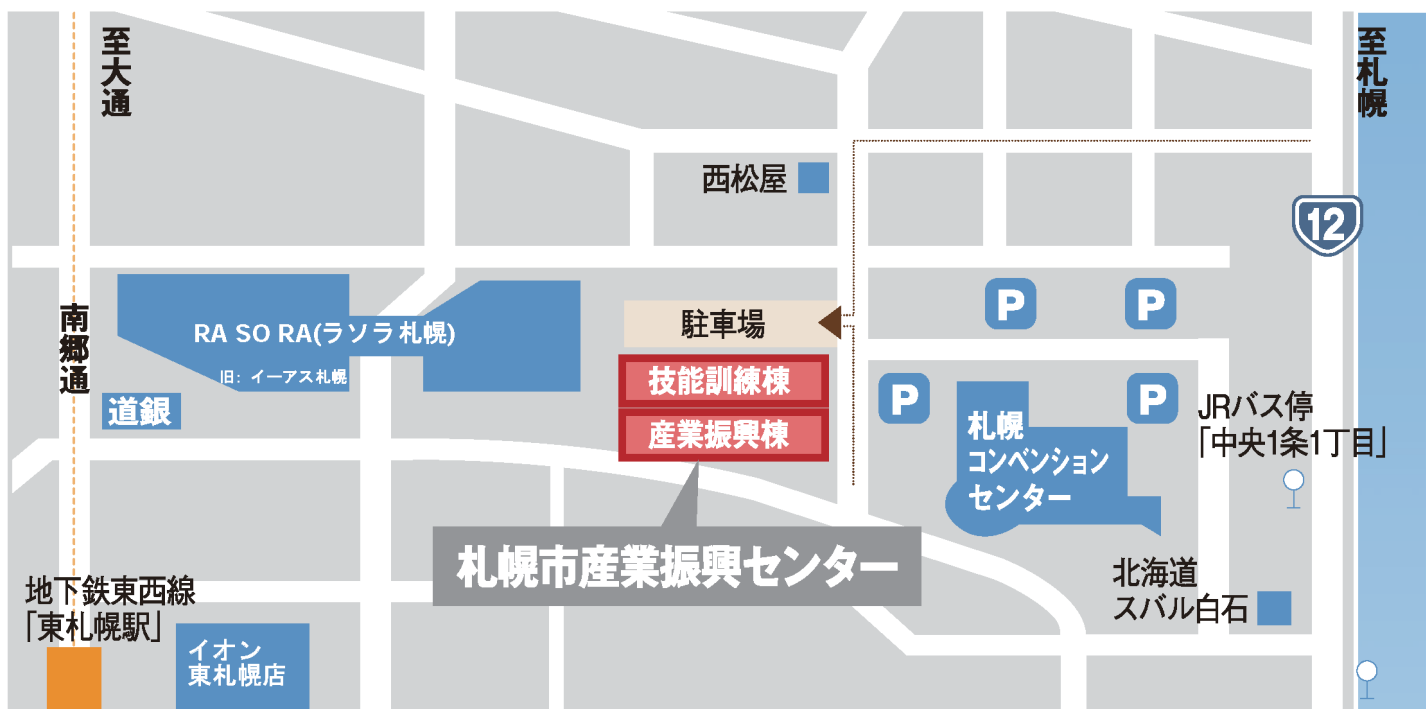 至大通
至札幌
西松屋
12
P
P
南郷通
RA SO RA(ラソラ札幌)
旧: イーアス札幌
駐車場
技能訓練棟
産業振興棟
道銀
P
P
札幌
コンベンション
センター
JRバス停
「中央1条1丁目」
札幌市産業振興センター
地下鉄東西線
「東札幌駅」
北海道
スバル白石
イオン
東札幌店